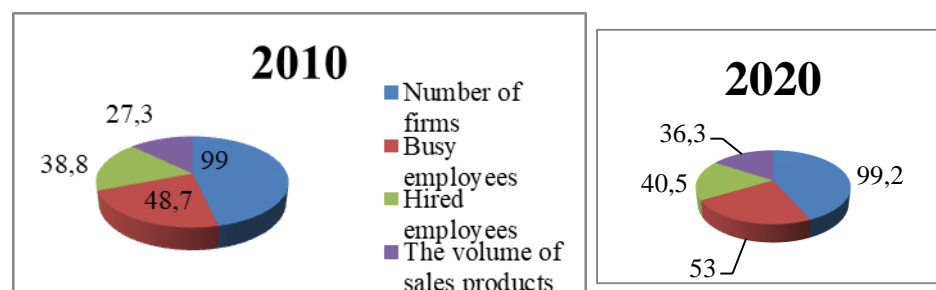 2010
27,3
38,8
99
48,7
Number of
firms
Busy
employees
Hired
employees
The volume of
sales products
2020
36,3
40,5
99,2
53